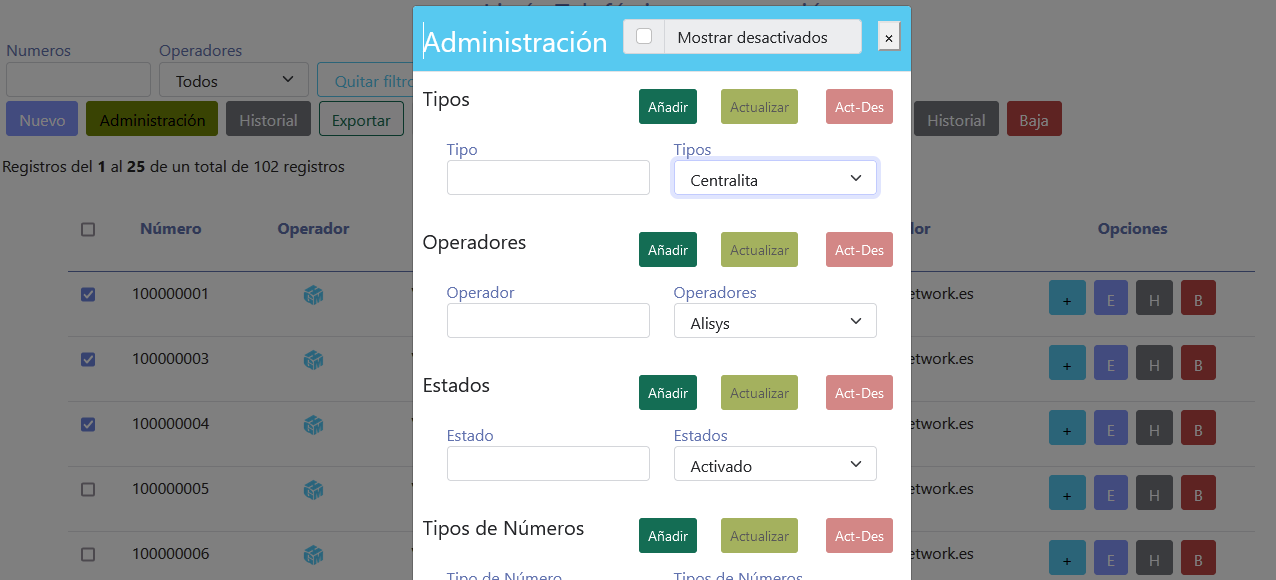 Administración Mostrar desactivados ×
Numeros Operadores
Todos Quitar filtro
Nuevo Administración Historial Exportar Historial Baja
Registros del 1 al 25 de un total de 102 registros
Tipos Añadir Actualizar Act-Des
Tipo Tipos
Centralita
Operadores Añadir Actualizar Act-Des
Operador Operadores
Alisys
Estados Añadir Actualizar Act-Des
Estado Estados
Activado
Tipos de Números Añadir Actualizar Act-Des
Tipo de Número Tipos de Números
Número Operador Opciones
100000001 etwork.es + E H B
100000003 etwork.es + E H B
100000004 etwork.es + E H B
100000005 etwork.es + E H B
100000006 etwork.es + E H B